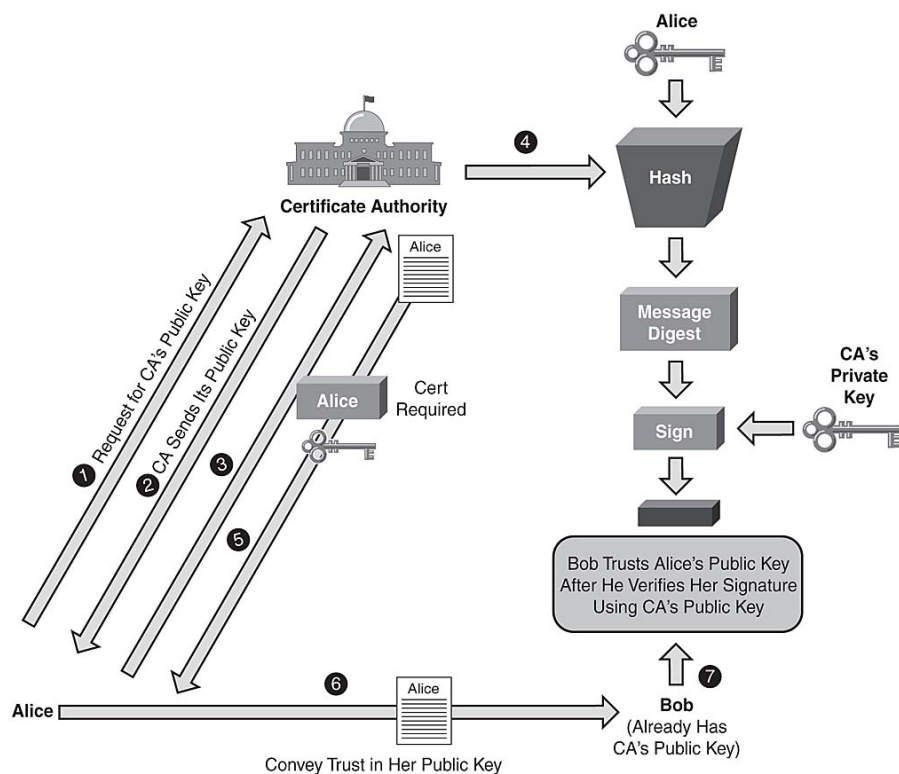 Alice
4
Hash
Certificate Authority
Alice
Message
Digest
1 Request for CA's Public Key
2 CA Sends Its Public Key
3
Alice
Cert
Required
CA's
Private
Key
Sign
5
Bob Trusts Alice's Public Key
After He Verifies Her Signature
Using CA's Public Key
6
7
Alice
Alice
Bob
(Already Has
CA's Public Key)
Convey Trust in Her Public Key